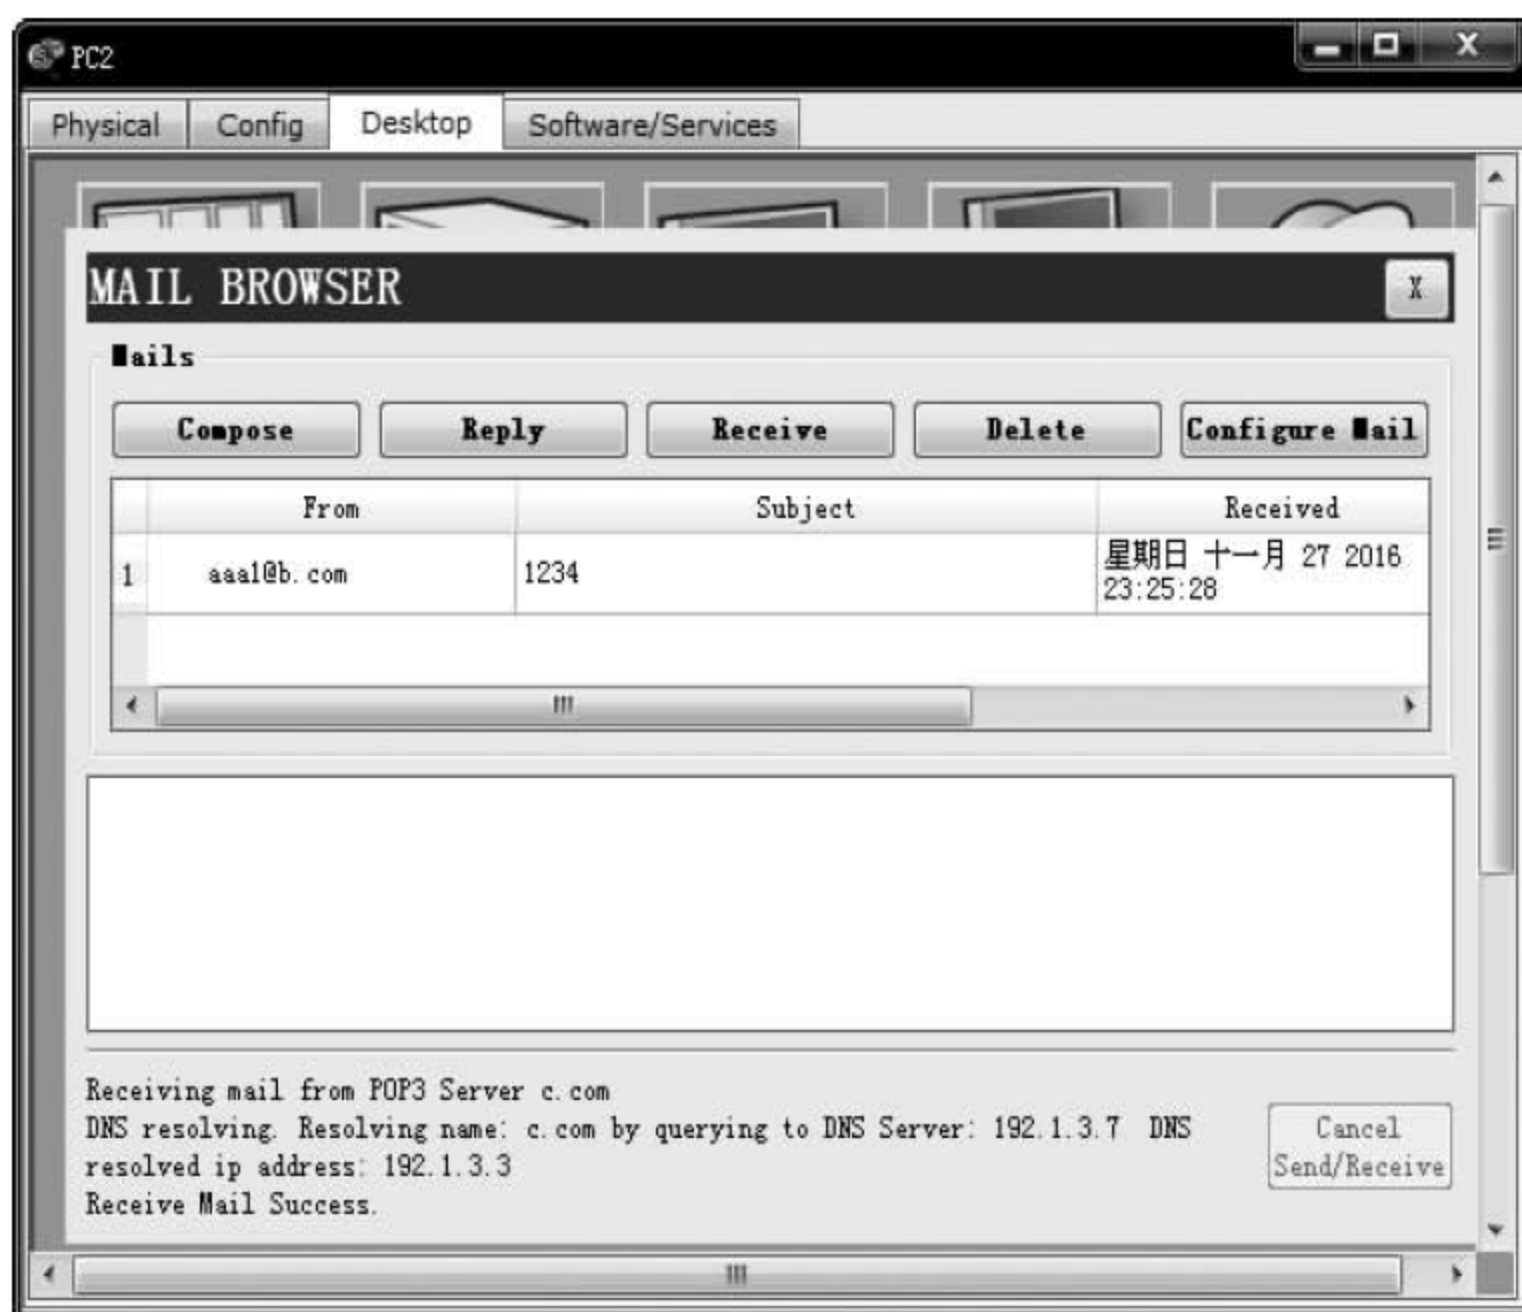 PC2
X
Physical Config Desktop Software/Services
MAIL BROWSER
X
Mails
Compose Reply Receive Delete Configure Mail
From Subject Received
1 aaa1@b.com 1234 星期日 十一月 27 2016
23:25:28
Receiving mail from POP3 Server c.com
DNS resolving. Resolving name: c.com by querying to DNS Server: 192.1.3.7 DNS
resolved ip address: 192.1.3.3
Receive Mail Success.
Cancel
Send/Receive